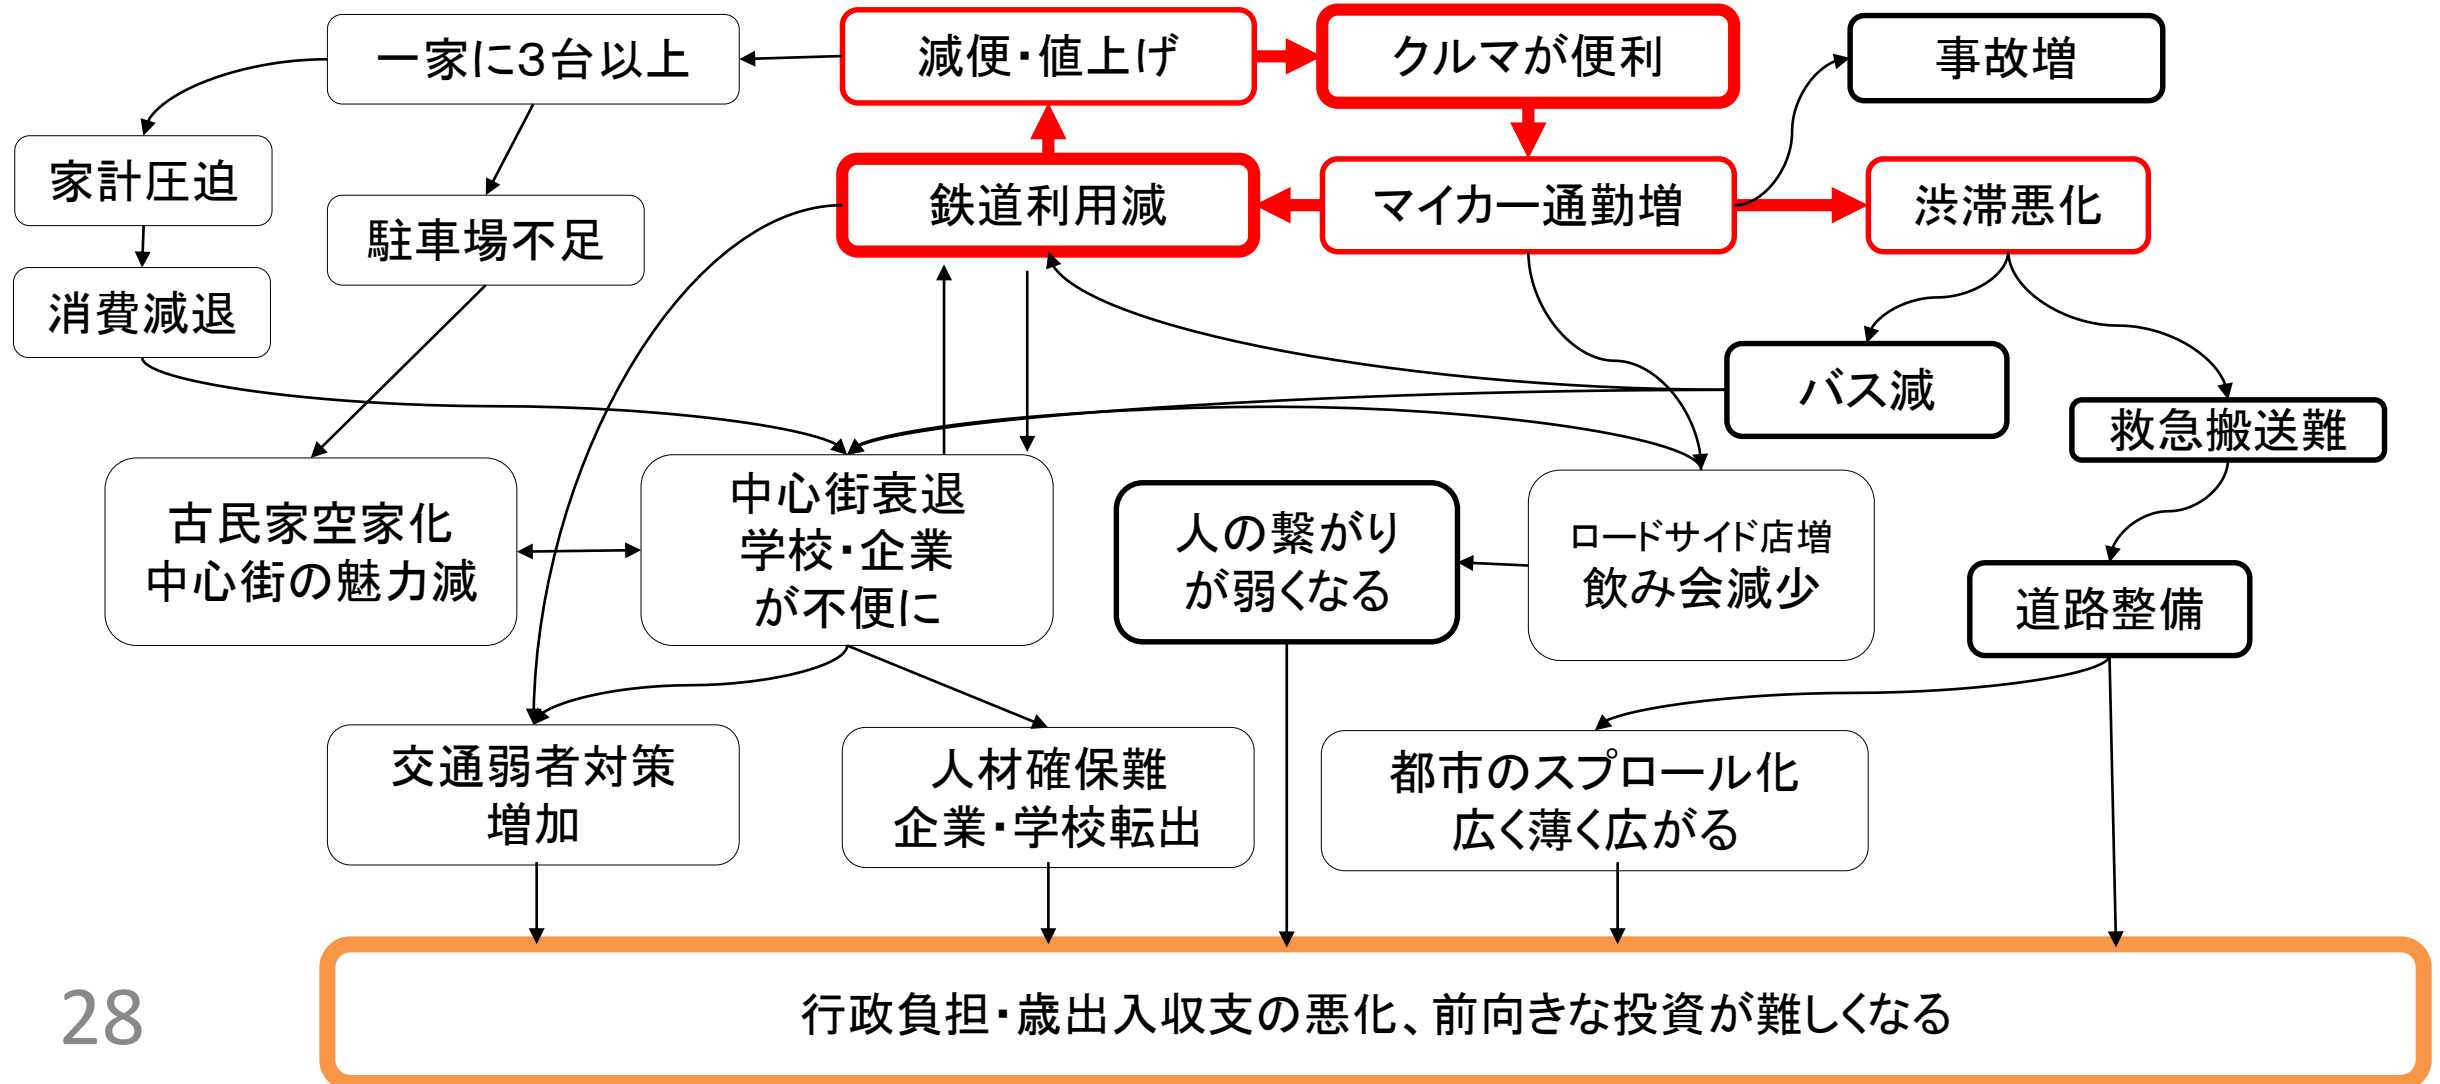 一家に3台以上
減便・値上げ
クルマが便利
事故増
家計圧迫
駐車場不足
鉄道利用減
マイカー通勤増
渋滞悪化
消費減退
バス減
救急搬送難
古民家空家化
中心街の魅力減
中心街衰退
学校・企業
が不便に
人の繋がり
が弱くなる
ロードサイド店増
飲み会減少
道路整備
交通弱者対策
増加
人材確保難
企業・学校転出
都市のスプロール化
広く薄く広がる
行政負担・歳出入収支の悪化、前向きな投資が難しくなる
28